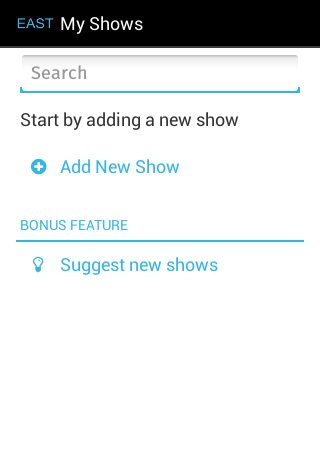 EAST My Shows
Search
Start by adding a new show
Add New Show
BONUS FEATURE
Suggest new shows